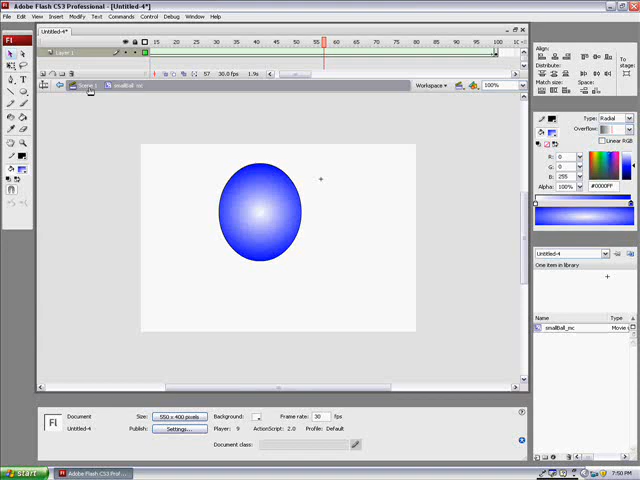 Adobe Flash CS3 Professional - [Untitled-4*]
File Edit View Insert Modify Text Commands Control Debug Window Help
Untitled-4*
Fl
15 20 25 30 35 40 45 50 55 60 65 70 75 80 85 90 95 100
Layer 1
57 30.0 fps 1.9s
Scene 1 smallBall_mc Workspace 100%
Align:
Distribute:
Match size: Space:
Type: Radial
Overflow:
Linear RGB
R: 0
G: 0
B: 255
Alpha: 100% #0000FF
Untitled-4
One item in library
Name Type
smallBall_mc Movie
Fl
Document
Untitled-4
Size: 550 x 400 pixels
Background:
Frame rate: 30 fps
Publish: Settings...
Player: 9 ActionScript: 2.0 Profile: Default
Document class:
start
Adobe Flash CS3 Prof...
7:50 PM